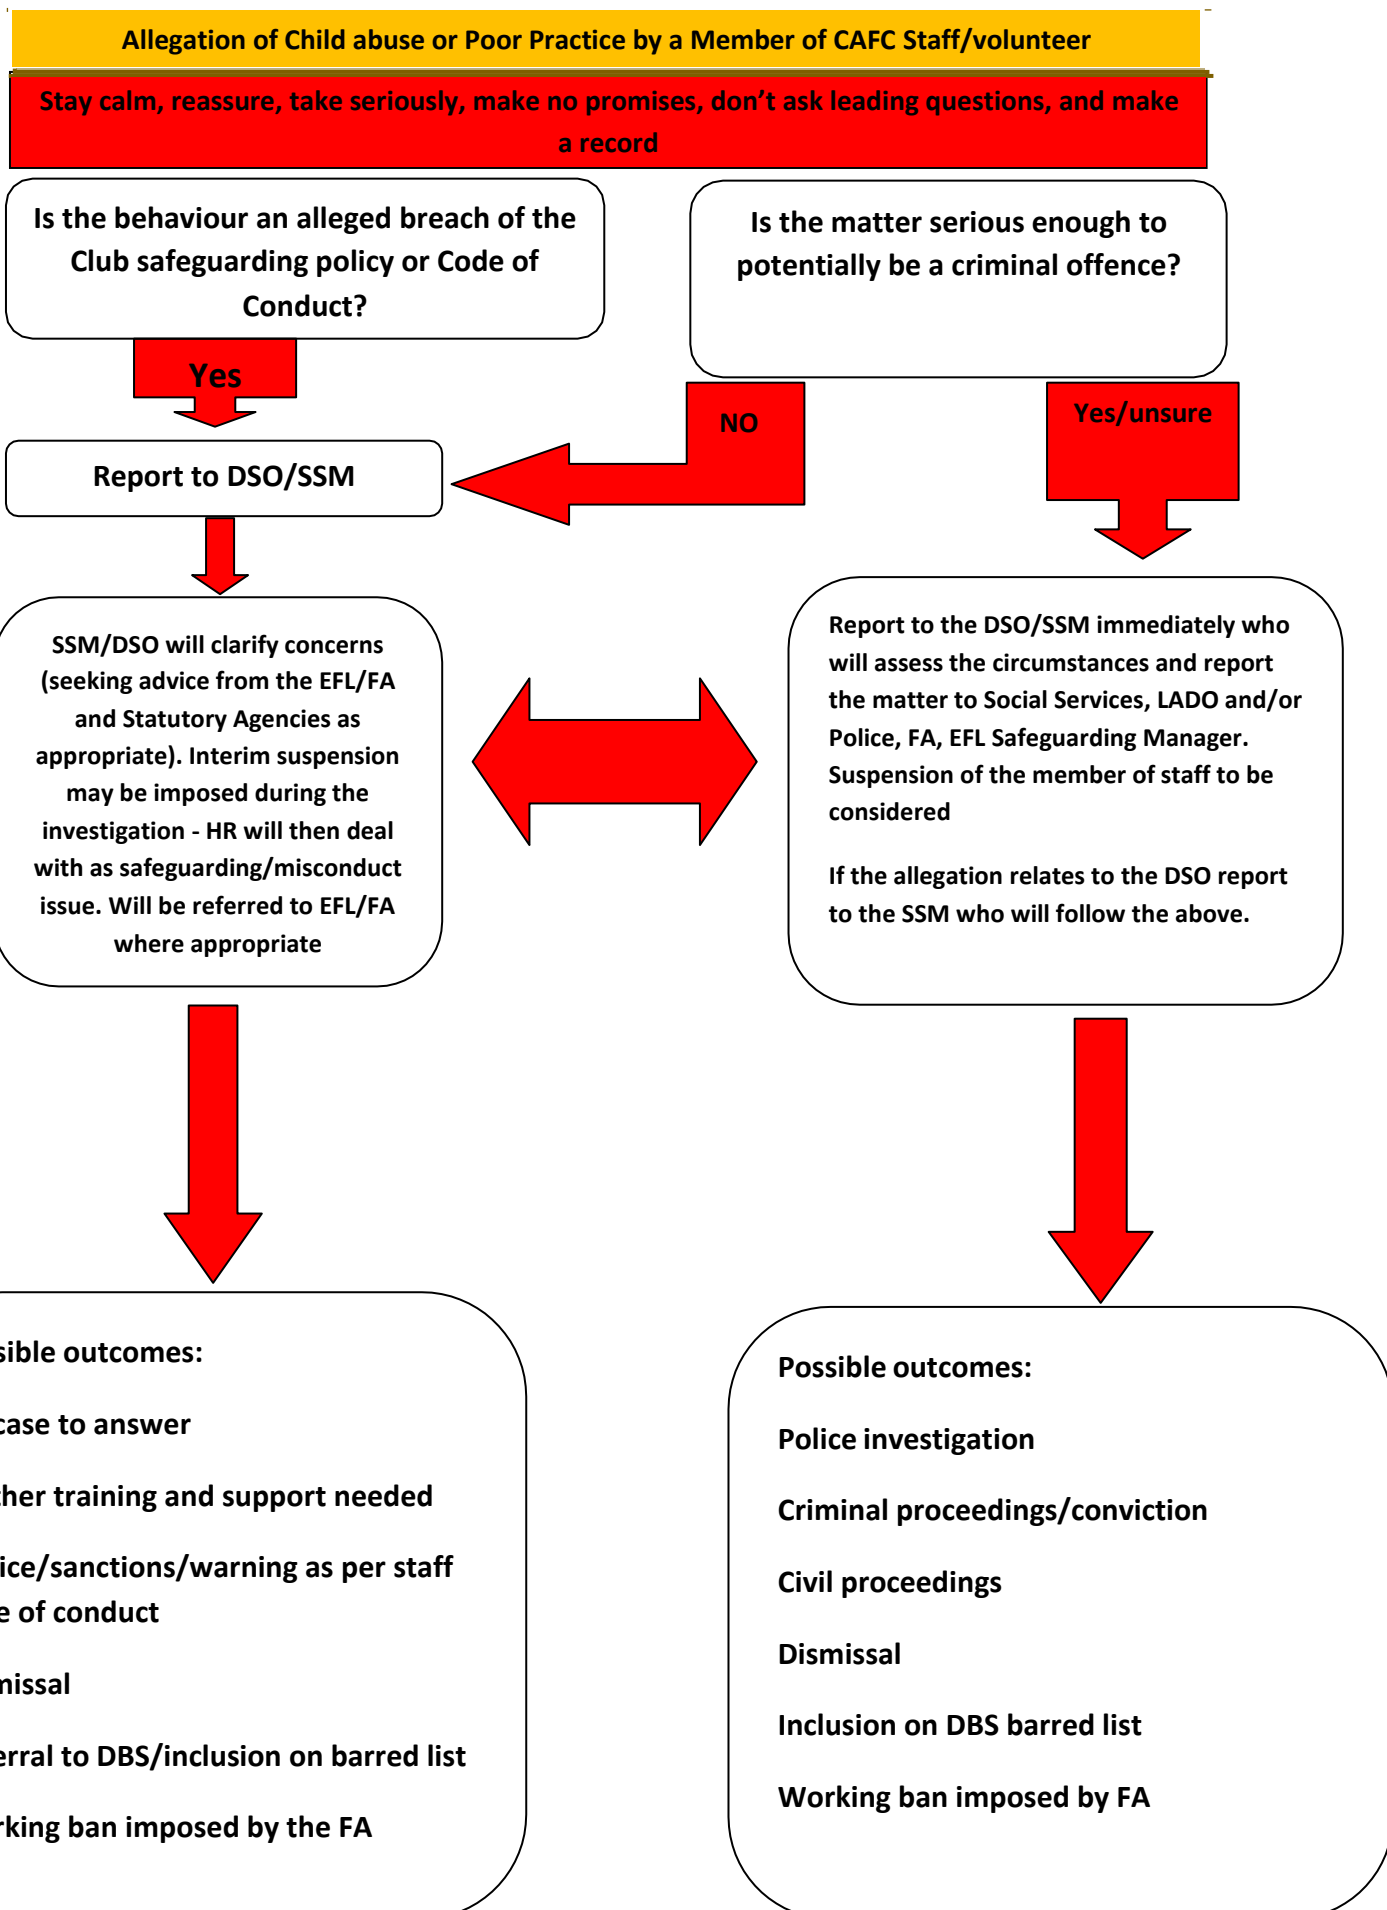 Allegation of Child abuse or Poor Practice by a Member of CAFC Staff/volunteer
Stay calm, reassure, take seriously, make no promises, don’t ask leading questions, and make
a record
Is the behaviour an alleged breach of the
Club safeguarding policy or Code of
Conduct?
Is the matter serious enough to
potentially be a criminal offence?
Yes
NO
Yes/unsure
Report to DSO/SSM
SSM/DSO will clarify concerns
(seeking advice from the EFL/FA
and Statutory Agencies as
appropriate). Interim suspension
may be imposed during the
investigation - HR will then deal
with as safeguarding/misconduct
issue. Will be referred to EFL/FA
where appropriate
Report to the DSO/SSM immediately who
will assess the circumstances and report
the matter to Social Services, LADO and/or
Police, FA, EFL Safeguarding Manager.
Suspension of the member of staff to be
considered
If the allegation relates to the DSO report
to the SSM who will follow the above.
sible outcomes:
case to answer
ther training and support needed
ice/sanctions/warning as per staff
e of conduct
missal
erral to DBS/inclusion on barred list
rking ban imposed by the FA
Possible outcomes:
Police investigation
Criminal proceedings/conviction
Civil proceedings
Dismissal
Inclusion on DBS barred list
Working ban imposed by FA